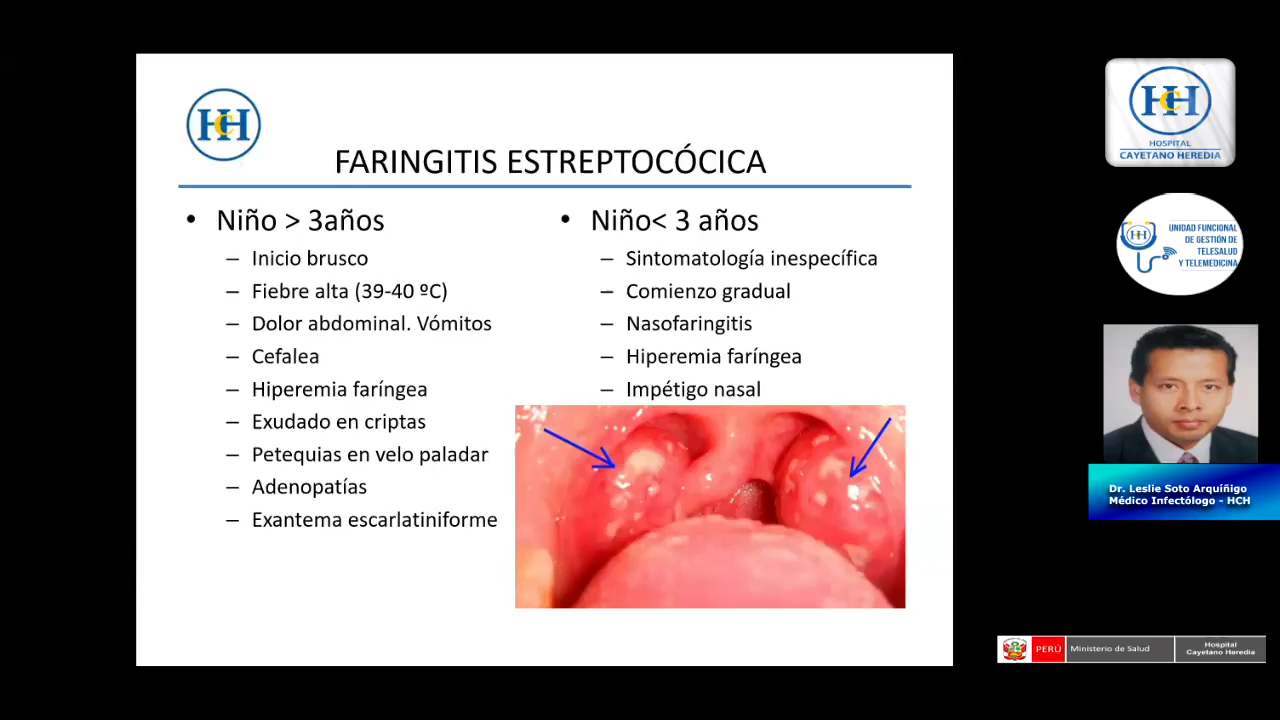 HCH
FARINGITIS ESTREPTOCÓCICA
• Niño > 3años
– Inicio brusco
– Fiebre alta (39-40 ºC)
– Dolor abdominal. Vómitos
– Cefalea
– Hiperemia faríngea
– Exudado en criptas
– Petequias en velo paladar
– Adenopatías
– Exantema escarlatiniforme
• Niño< 3 años
– Sintomatología inespecífica
– Comienzo gradual
– Nasofaringitis
– Hiperemia faríngea
– Impétigo nasal
HCH
HOSPITAL
CAYETANO HEREDIA
HCH
UNIDAD FUNCIONAL
DE GESTIÓN DE
TELESALUD
Y TELEMEDICINA
Dr. Leslie Soto Arquíñigo
Médico Infectólogo - HCH
PERÚ
Ministerio de Salud
Hospital
Cayetano Heredia